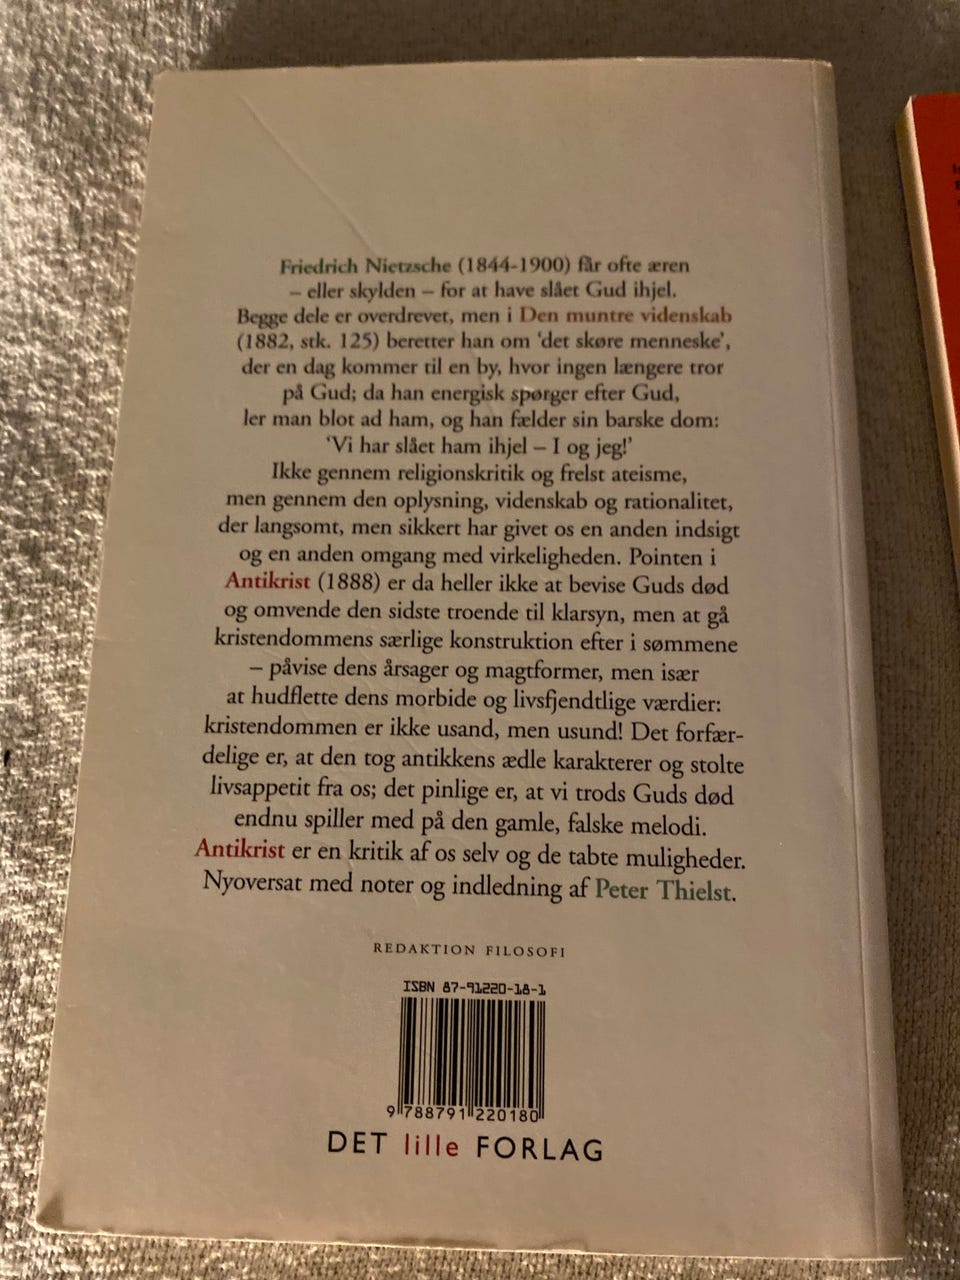 Friedrich Nietzsche (1844-1900) får ofte æren
– eller skylden – for at have slået Gud ihjel.
Begge dele er overdrevet, men i Den muntre videnskab
(1882, stk. 125) beretter han om ‘det skøre menneske’,
der en dag kommer til en by, hvor ingen længere tror
på Gud; da han energisk spørger efter Gud,
ler man blot ad ham, og han fælder sin barske dom:
‘Vi har slået ham ihjel – I og jeg!’
Ikke gennem religionskritik og frelst ateisme,
men gennem den oplysning, videnskab og rationalitet,
der langsomt, men sikkert har givet os en anden indsigt
og en anden omgang med virkeligheden. Pointen i
Antikrist (1888) er da heller ikke at bevise Guds død
og omvende den sidste troende til klarsyn, men at gå
kristendommens særlige konstruktion efter i sømmene
– påvise dens årsager og magtformer, men især
at hudflette dens morbide og livsfjendtlige værdier:
kristendommen er ikke usand, men usund! Det forfær-
delige er, at den tog antikkens ædle karakterer og stolte
livsappetit fra os; det pinlige er, at vi trods Guds død
endnu spiller med på den gamle, falske melodi.
Antikrist er en kritik af os selv og de tabte muligheder.
Nyoversat med noter og indledning af Peter Thielst.
REDAKTION FILOSOFI
ISBN 87-91220-18-1
9 788791 220180
DET lille FORLAG